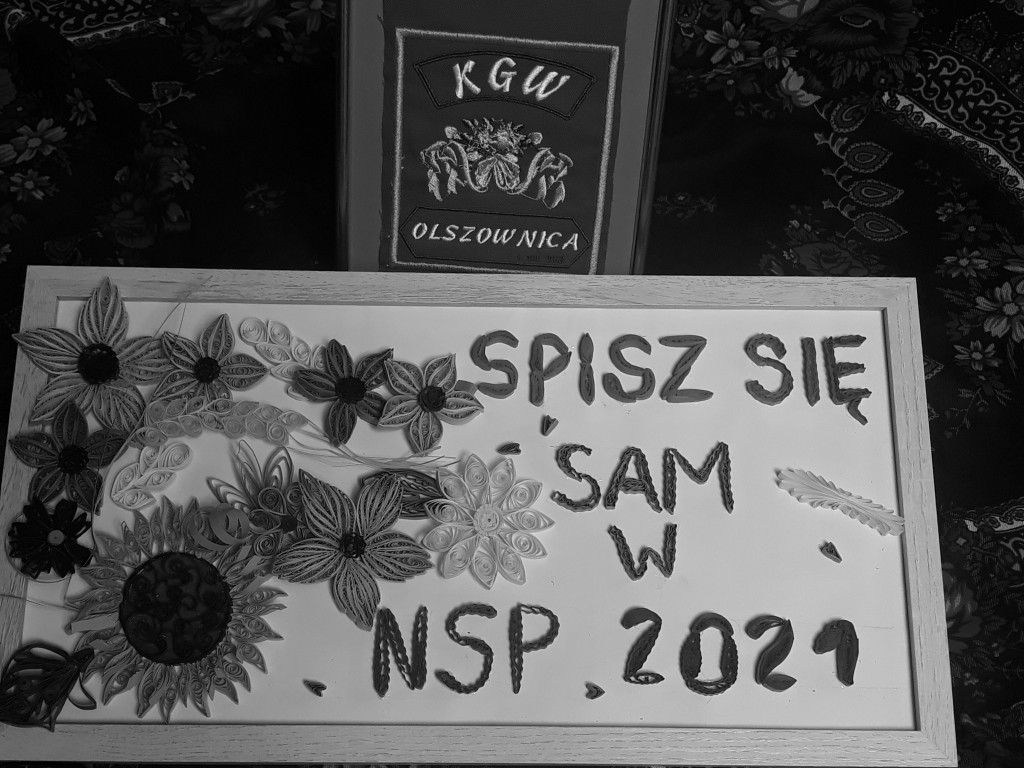 KGW
OLSZOWNICA
SPISZ SIĘ
SAM
W
NSP 2021